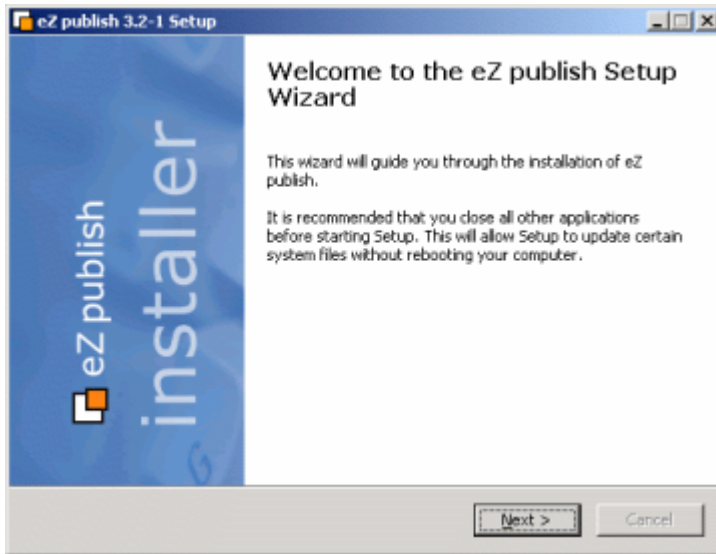 eZ publish 3.2-1 Setup
eZ publish
installer
Welcome to the eZ publish Setup
Wizard
This wizard will guide you through the installation of eZ
publish.
It is recommended that you close all other applications
before starting Setup. This will allow Setup to update certain
system files without rebooting your computer.
Next >
Cancel